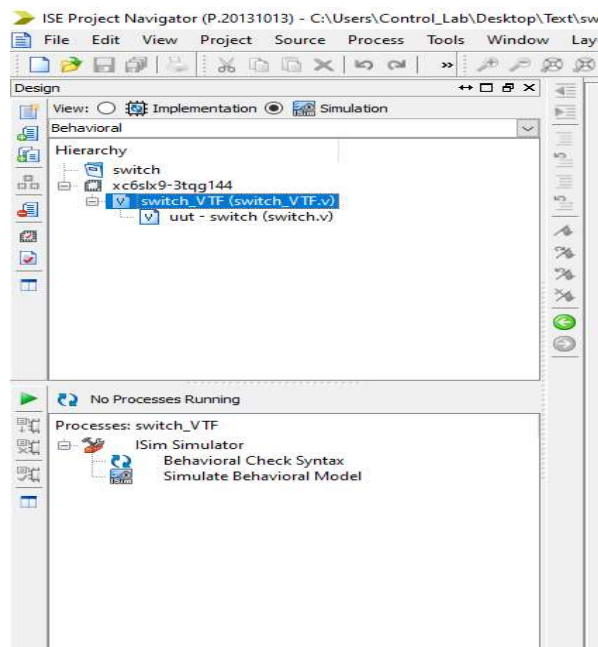 ISE Project Navigator (P.20131013) - C:\Users\Control_Lab\Desktop\Text\sw
File Edit View Project Source Process Tools Window Lay
»
Design
View: Implementation Simulation
Behavioral
Hierarchy
switch
xc6slx9-3tqg144
switch_VTF (switch_VTF.v)
uut - switch (switch.v)
No Processes Running
Processes: switch_VTF
ISim Simulator
Behavioral Check Syntax
Simulate Behavioral Model